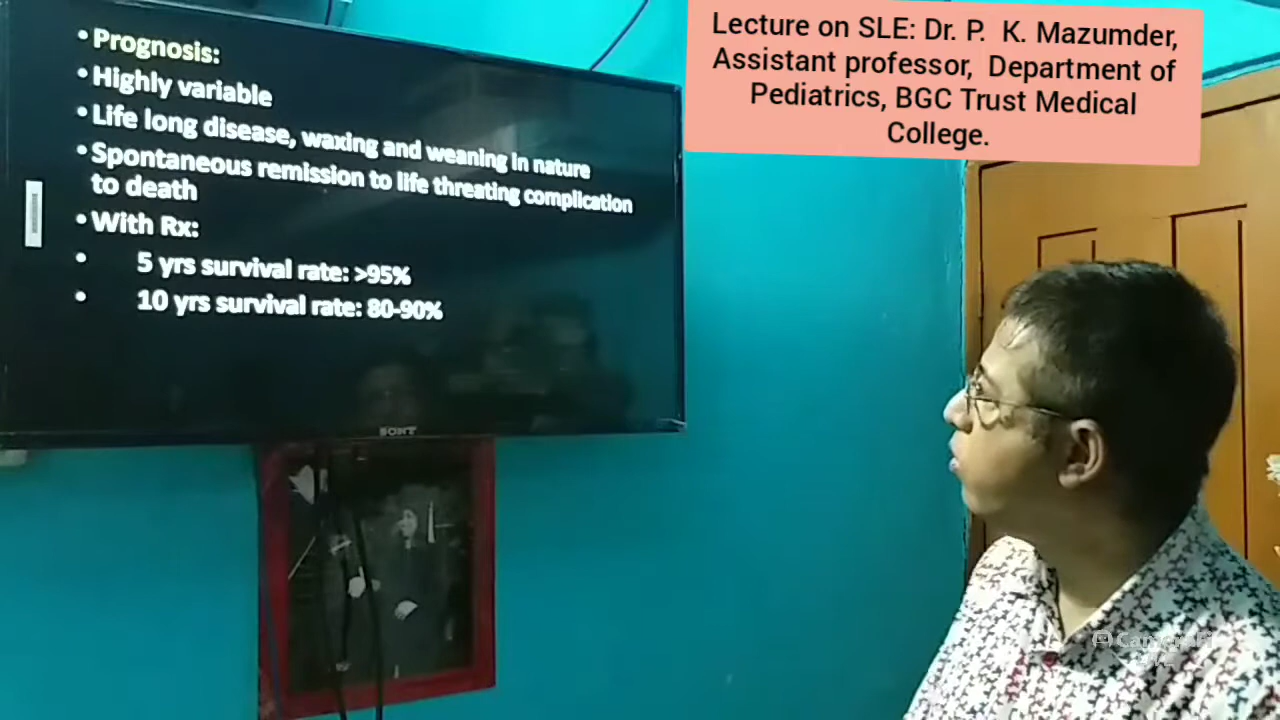 Lecture on SLE: Dr. P. K. Mazumder,
Assistant professor, Department of
Pediatrics, BGC Trust Medical
College.
• Prognosis:
• Highly variable
• Life long disease, waxing and weaning in nature
• Spontaneous remission to life threating complication
to death
• With Rx:
• 5 yrs survival rate: >95%
• 10 yrs survival rate: 80-90%
SONY